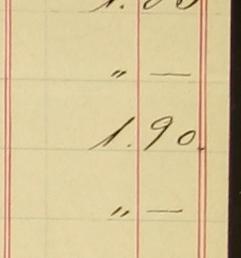 „ —
1.90.
„ —